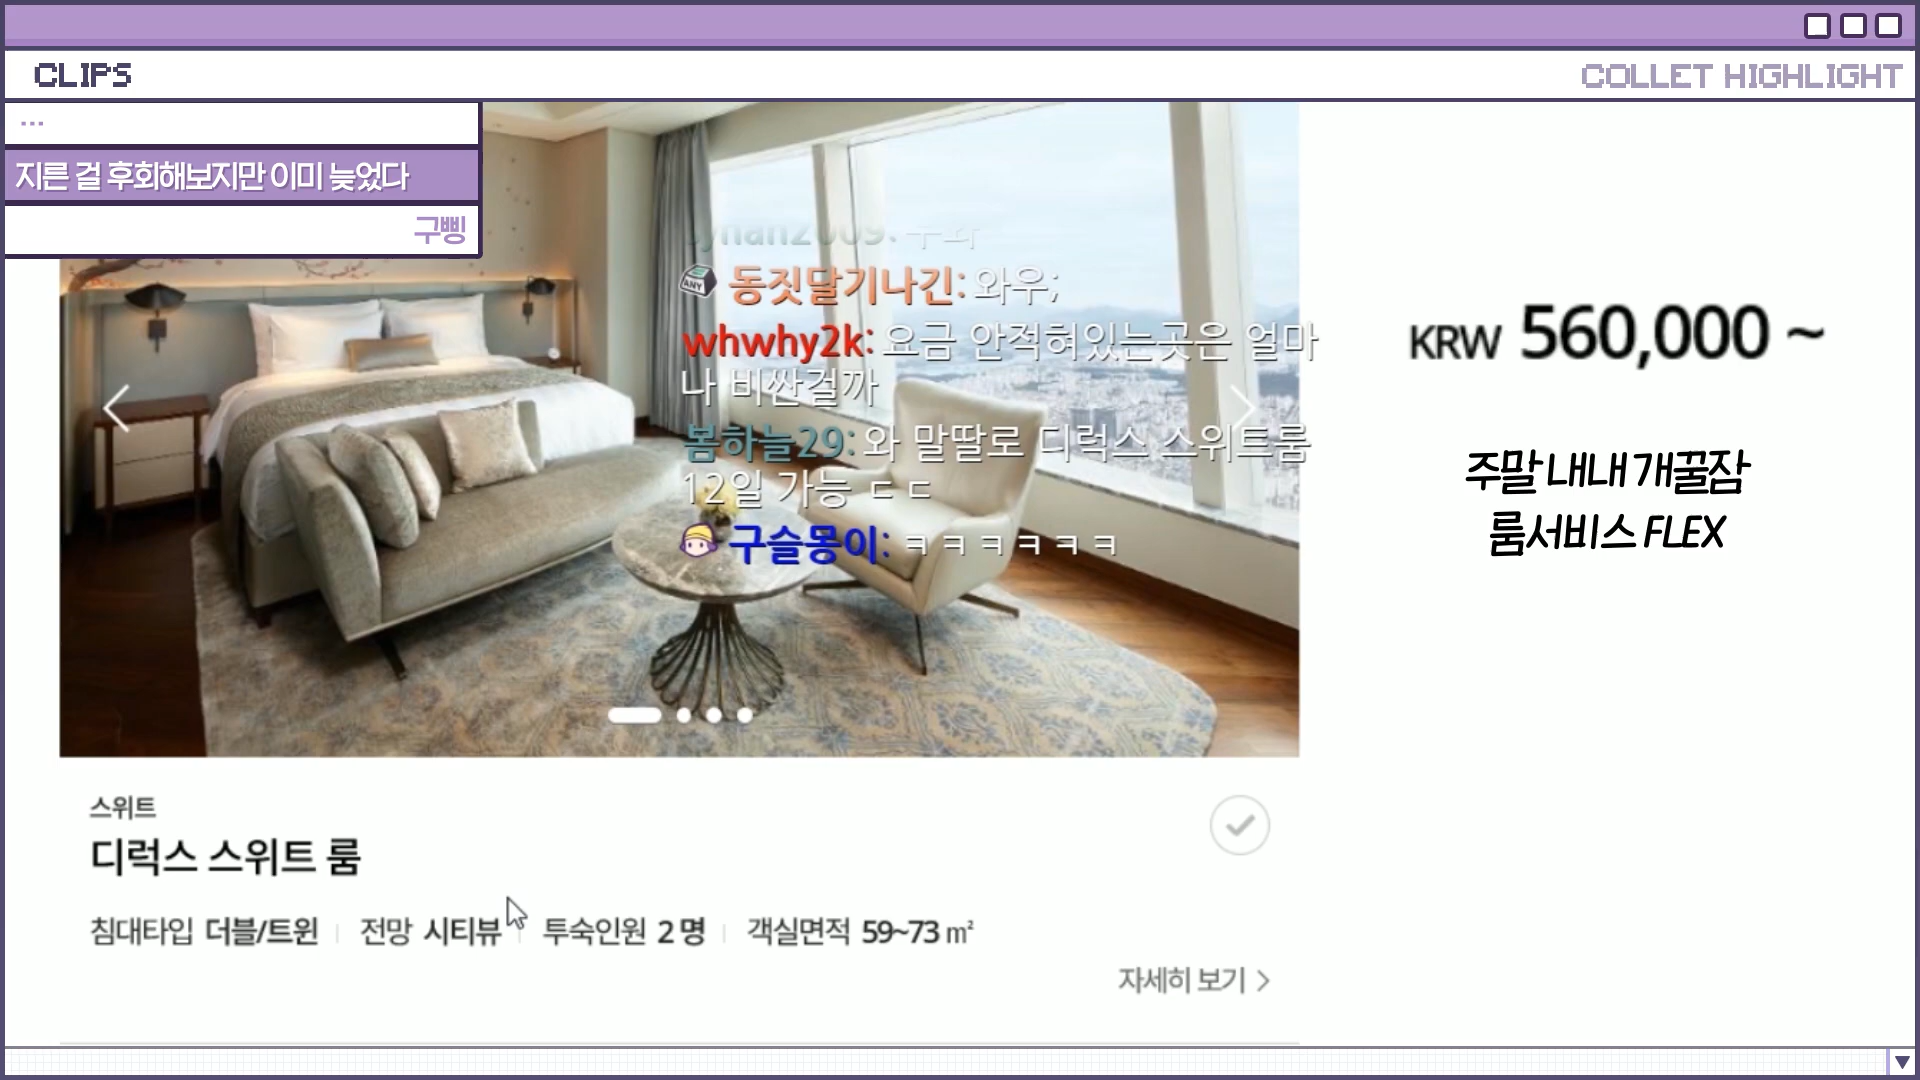 CLIPS
COLLET HIGHLIGHT
...
지른 걸 후회해보지만 이미 늦었다
구삥
동짓달기나긴: 와우;
whwhy2k: 요금 안적혀있는곳은 얼마
나 비싼걸까
봄하늘29: 와 말딸로 디럭스 스위트룸
12일 가능 ㄷㄷ
구슬몽이: ㅋㅋㅋㅋㅋㅋ
KRW 560,000 ~
주말 내내 개꿀잠
룸서비스 FLEX
스위트
디럭스 스위트 룸
침대타입 더블/트윈 전망 시티뷰 투숙인원 2 명 객실면적 59~73 ㎡
자세히 보기 >